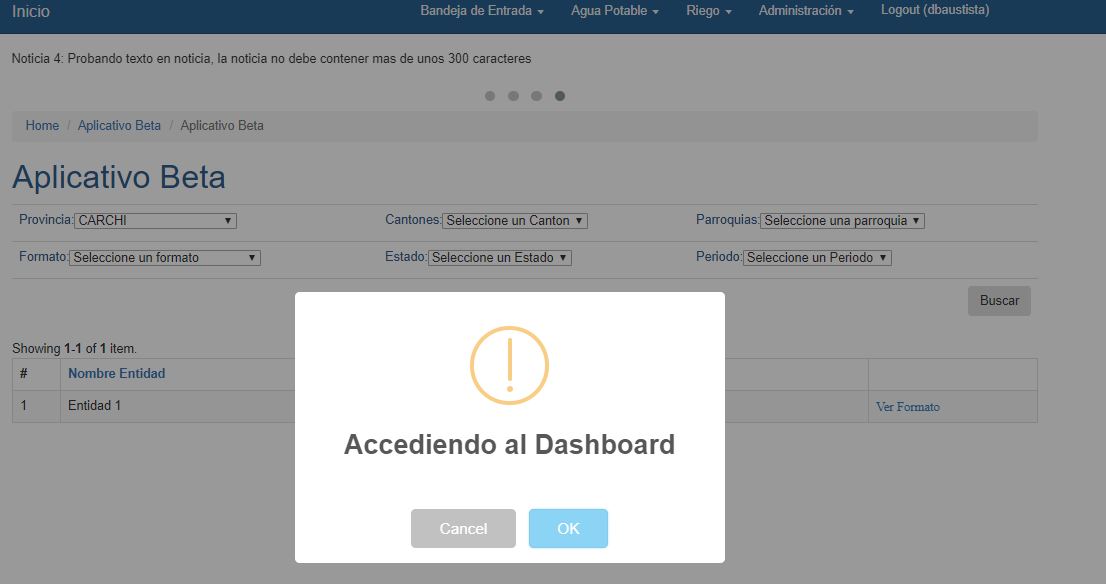 Inicio Bandeja de Entrada Agua Potable Riego Administración Logout (dbaustista)
Noticia 4: Probando texto en noticia, la noticia no debe contener mas de unos 300 caracteres
Home / Aplicativo Beta / Aplicativo Beta
Aplicativo Beta
Provincia: CARCHI Cantones: Seleccione un Canton Parroquias: Seleccione una parroquia
Formato: Seleccione un formato Estado: Seleccione un Estado Periodo: Seleccione un Periodo
Buscar
Showing 1-1 of 1 item.
# Nombre Entidad
1 Entidad 1 Ver Formato
Accediendo al Dashboard
Cancel OK